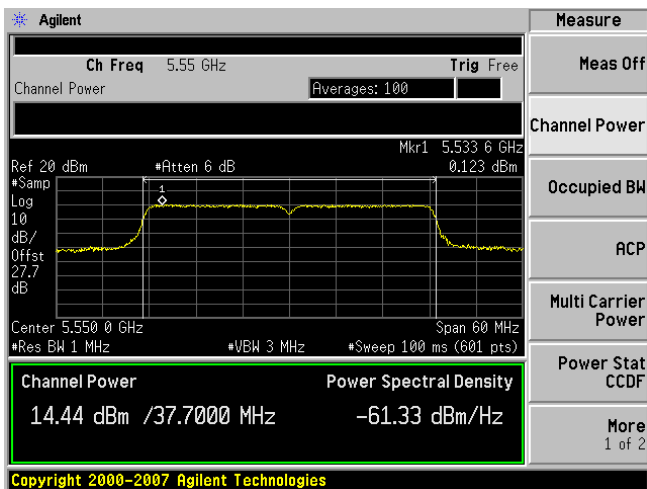 Agilent
Measure
Ch Freq 5.55 GHz Trig Free
Channel Power Averages: 100
Meas Off
Channel Power
Occupied BW
ACP
Multi Carrier
Power
Power Stat
CCDF
More
1 of 2
Mkr1 5.533 6 GHz
Ref 20 dBm #Atten 6 dB 0.123 dBm
#Samp
Log
10
dB/
Offst
27.7
dB
1
Center 5.550 0 GHz Span 60 MHz
#Res BW 1 MHz #VBW 3 MHz #Sweep 100 ms (601 pts)
Channel Power Power Spectral Density
14.44 dBm /37.7000 MHz -61.33 dBm/Hz
Copyright 2000-2007 Agilent Technologies